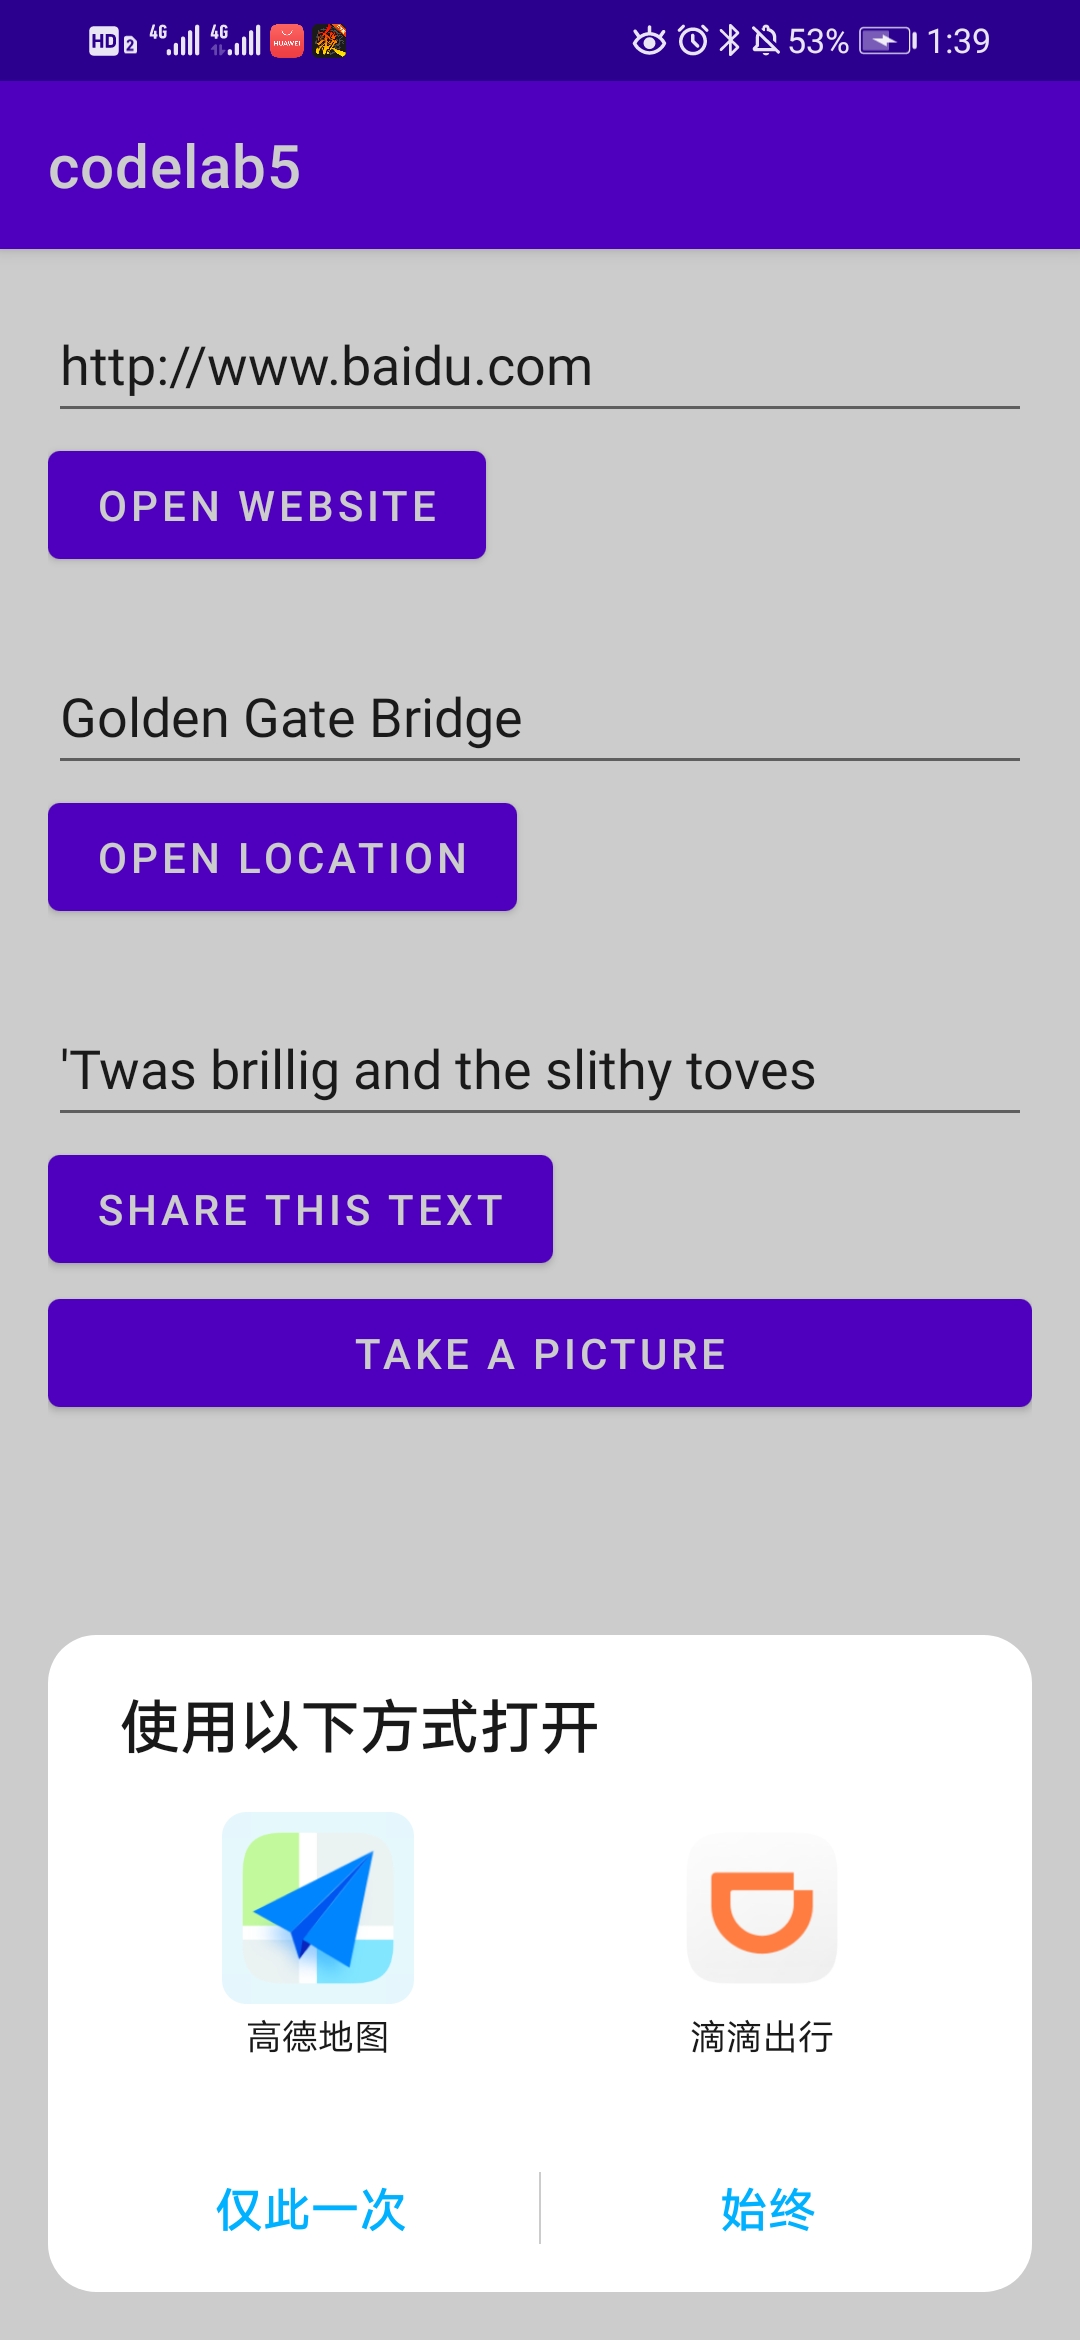 HD 2 4G 4G HUAWEI 53% 1:39
codelab5
http://www.baidu.com
OPEN WEBSITE
Golden Gate Bridge
OPEN LOCATION
'Twas brillig and the slithy toves
SHARE THIS TEXT
TAKE A PICTURE
使用以下方式打开
高德地图 滴滴出行
仅此一次 始终